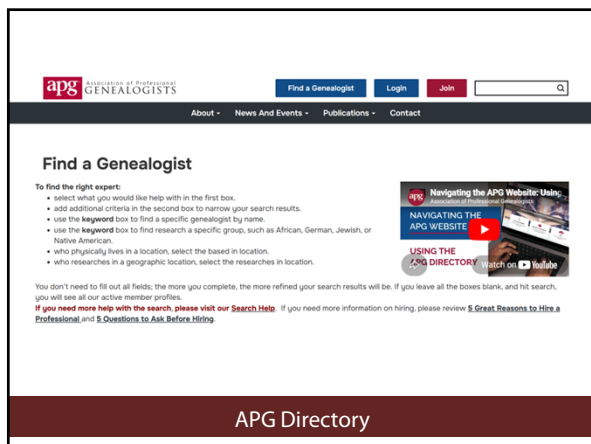 apg Association of Professional
GENEALOGISTS
Find a Genealogist Login Join
About News And Events Publications Contact
Find a Genealogist
To find the right expert:
• select what you would like help with in the first box.
• add additional criteria in the second box to narrow your search results.
• use the keyword box to find a specific genealogist by name.
• use the keyword box to find research a specific group, such as African, German, Jewish, or
Native American.
• who physically lives in a location, select the based in location.
• who researches in a geographic location, select the researches in location.
apg Navigating the APG Website: Using
Association of Professional Genealogists
NAVIGATING THE
APG WEBSITE
USING THE
APG DIRECTORY
Watch on YouTube
You don't need to fill out all fields; the more you complete, the more refined your search results will be. If you leave all the boxes blank, and hit search,
you will see all our active member profiles.
If you need more help with the search, please visit our Search Help. If you need more information on hiring, please review 5 Great Reasons to Hire a
Professional and 5 Questions to Ask Before Hiring.
APG Directory